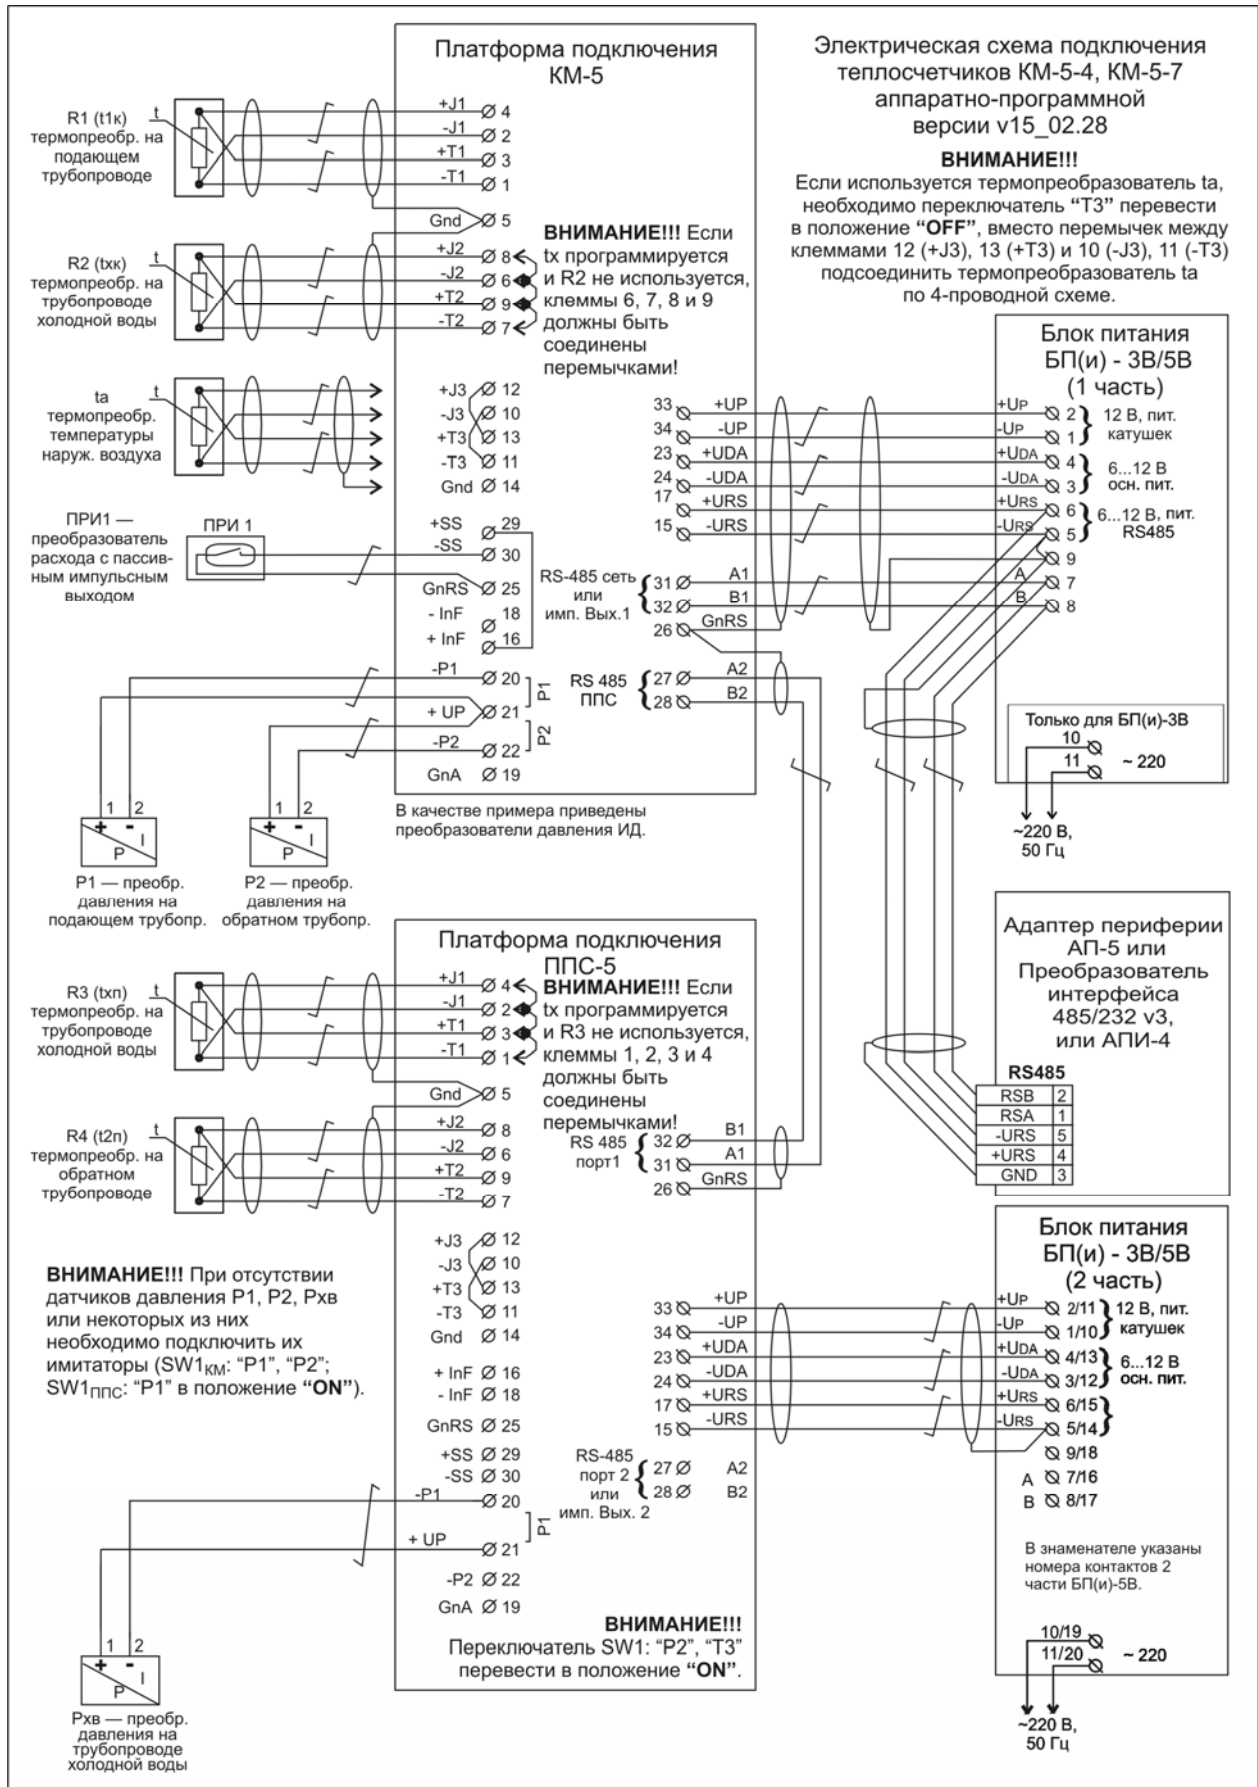 Электрическая схема подключения
теплосчетчиков КМ-5-4, КМ-5-7
аппаратно-программной
версии v15_02.28
ВНИМАНИЕ!!!
Если используется термопреобразователь ta,
необходимо переключатель “T3” перевести
в положение “OFF”, вместо перемычек между
клеммами 12 (+J3), 13 (+T3) и 10 (-J3), 11 (-T3)
подсоединить термопреобразователь ta
по 4-проводной схеме.
Платформа подключения
КМ-5
R1 (t1к)
термопреобр. на
подающем
трубопроводе
t
+J1 4
-J1 2
+T1 3
-T1 1
Gnd 5
R2 (tхк)
термопреобр. на
трубопроводе
холодной воды
t
+J2 8
-J2 6
+T2 9
-T2 7
ВНИМАНИЕ!!! Если
tх программируется
и R2 не используется,
клеммы 6, 7, 8 и 9
должны быть
соединены
перемычками!
ta
термопреобр.
температуры
наруж. воздуха
t
+J3 12
-J3 10
+T3 13
-T3 11
Gnd 14
ПРИ1 —
преобразователь
расхода с пассив-
ным импульсным
выходом
ПРИ 1
+SS 29
-SS 30
GnRS 25
- InF 18
+ InF 16
-P1 20
+ UP 21
-P2 22
GnA 19
P1
P2
33 +UP
34 -UP
23 +UDA
24 -UDA
17 +URS
15 -URS
RS-485 сеть
или
имп. Вых.1
31 A1
32 B1
26 GnRS
RS 485
ППС
27 A2
28 B2
1 2
+ -
P I
P1 — преобр.
давления на
подающем трубопр.
1 2
+ -
P I
P2 — преобр.
давления на
обратном трубопр.
В качестве примера приведены
преобразователи давления ИД.
Блок питания
БП(и) - 3В/5В
(1 часть)
+UP 2
-UP 1
12 В, пит.
катушек
+UDA 4
-UDA 3
6...12 В
осн. пит.
+URS 6
-URS 5
6...12 В, пит.
RS485
9
A 7
B 8
Только для БП(и)-3В
10
11
~ 220
~220 В,
50 Гц
Адаптер периферии
АП-5 или
Преобразователь
интерфейса
485/232 v3,
или АПИ-4
RS485
RSB 2
RSA 1
-URS 5
+URS 4
GND 3
Платформа подключения
ППС-5
R3 (tхп)
термопреобр. на
трубопроводе
холодной воды
t
+J1 4
-J1 2
+T1 3
-T1 1
Gnd 5
ВНИМАНИЕ!!! Если
tх программируется
и R3 не используется,
клеммы 1, 2, 3 и 4
должны быть
соединены
перемычками!
R4 (t2п)
термопреобр. на
обратном
трубопроводе
t
+J2 8
-J2 6
+T2 9
-T2 7
RS 485
порт1
32 B1
31 A1
26 GnRS
+J3 12
-J3 10
+T3 13
-T3 11
Gnd 14
+ InF 16
- InF 18
GnRS 25
+SS 29
-SS 30
-P1 20
+ UP 21
-P2 22
GnA 19
P1
33 +UP
34 -UP
23 +UDA
24 -UDA
17 +URS
15 -URS
RS-485
порт 2
или
имп. Вых. 2
27 A2
28 B2
ВНИМАНИЕ!!!
Переключатель SW1: “P2”, “T3”
перевести в положение “ON”.
ВНИМАНИЕ!!! При отсутствии
датчиков давления P1, P2, Рхв
или некоторых из них
необходимо подключить их
имитаторы (SW1КМ: “P1”, “P2”;
SW1ППС: “P1” в положение “ON”).
1 2
+ -
P I
Рхв — преобр.
давления на
трубопроводе
холодной воды
Блок питания
БП(и) - 3В/5В
(2 часть)
+UP 2/11
-UP 1/10
12 В, пит.
катушек
+UDA 4/13
-UDA 3/12
6...12 В
осн. пит.
+URS 6/15
-URS 5/14
9/18
A 7/16
B 8/17
В знаменателе указаны
номера контактов 2
части БП(и)-5В.
10/19
11/20
~ 220
~220 В,
50 Гц